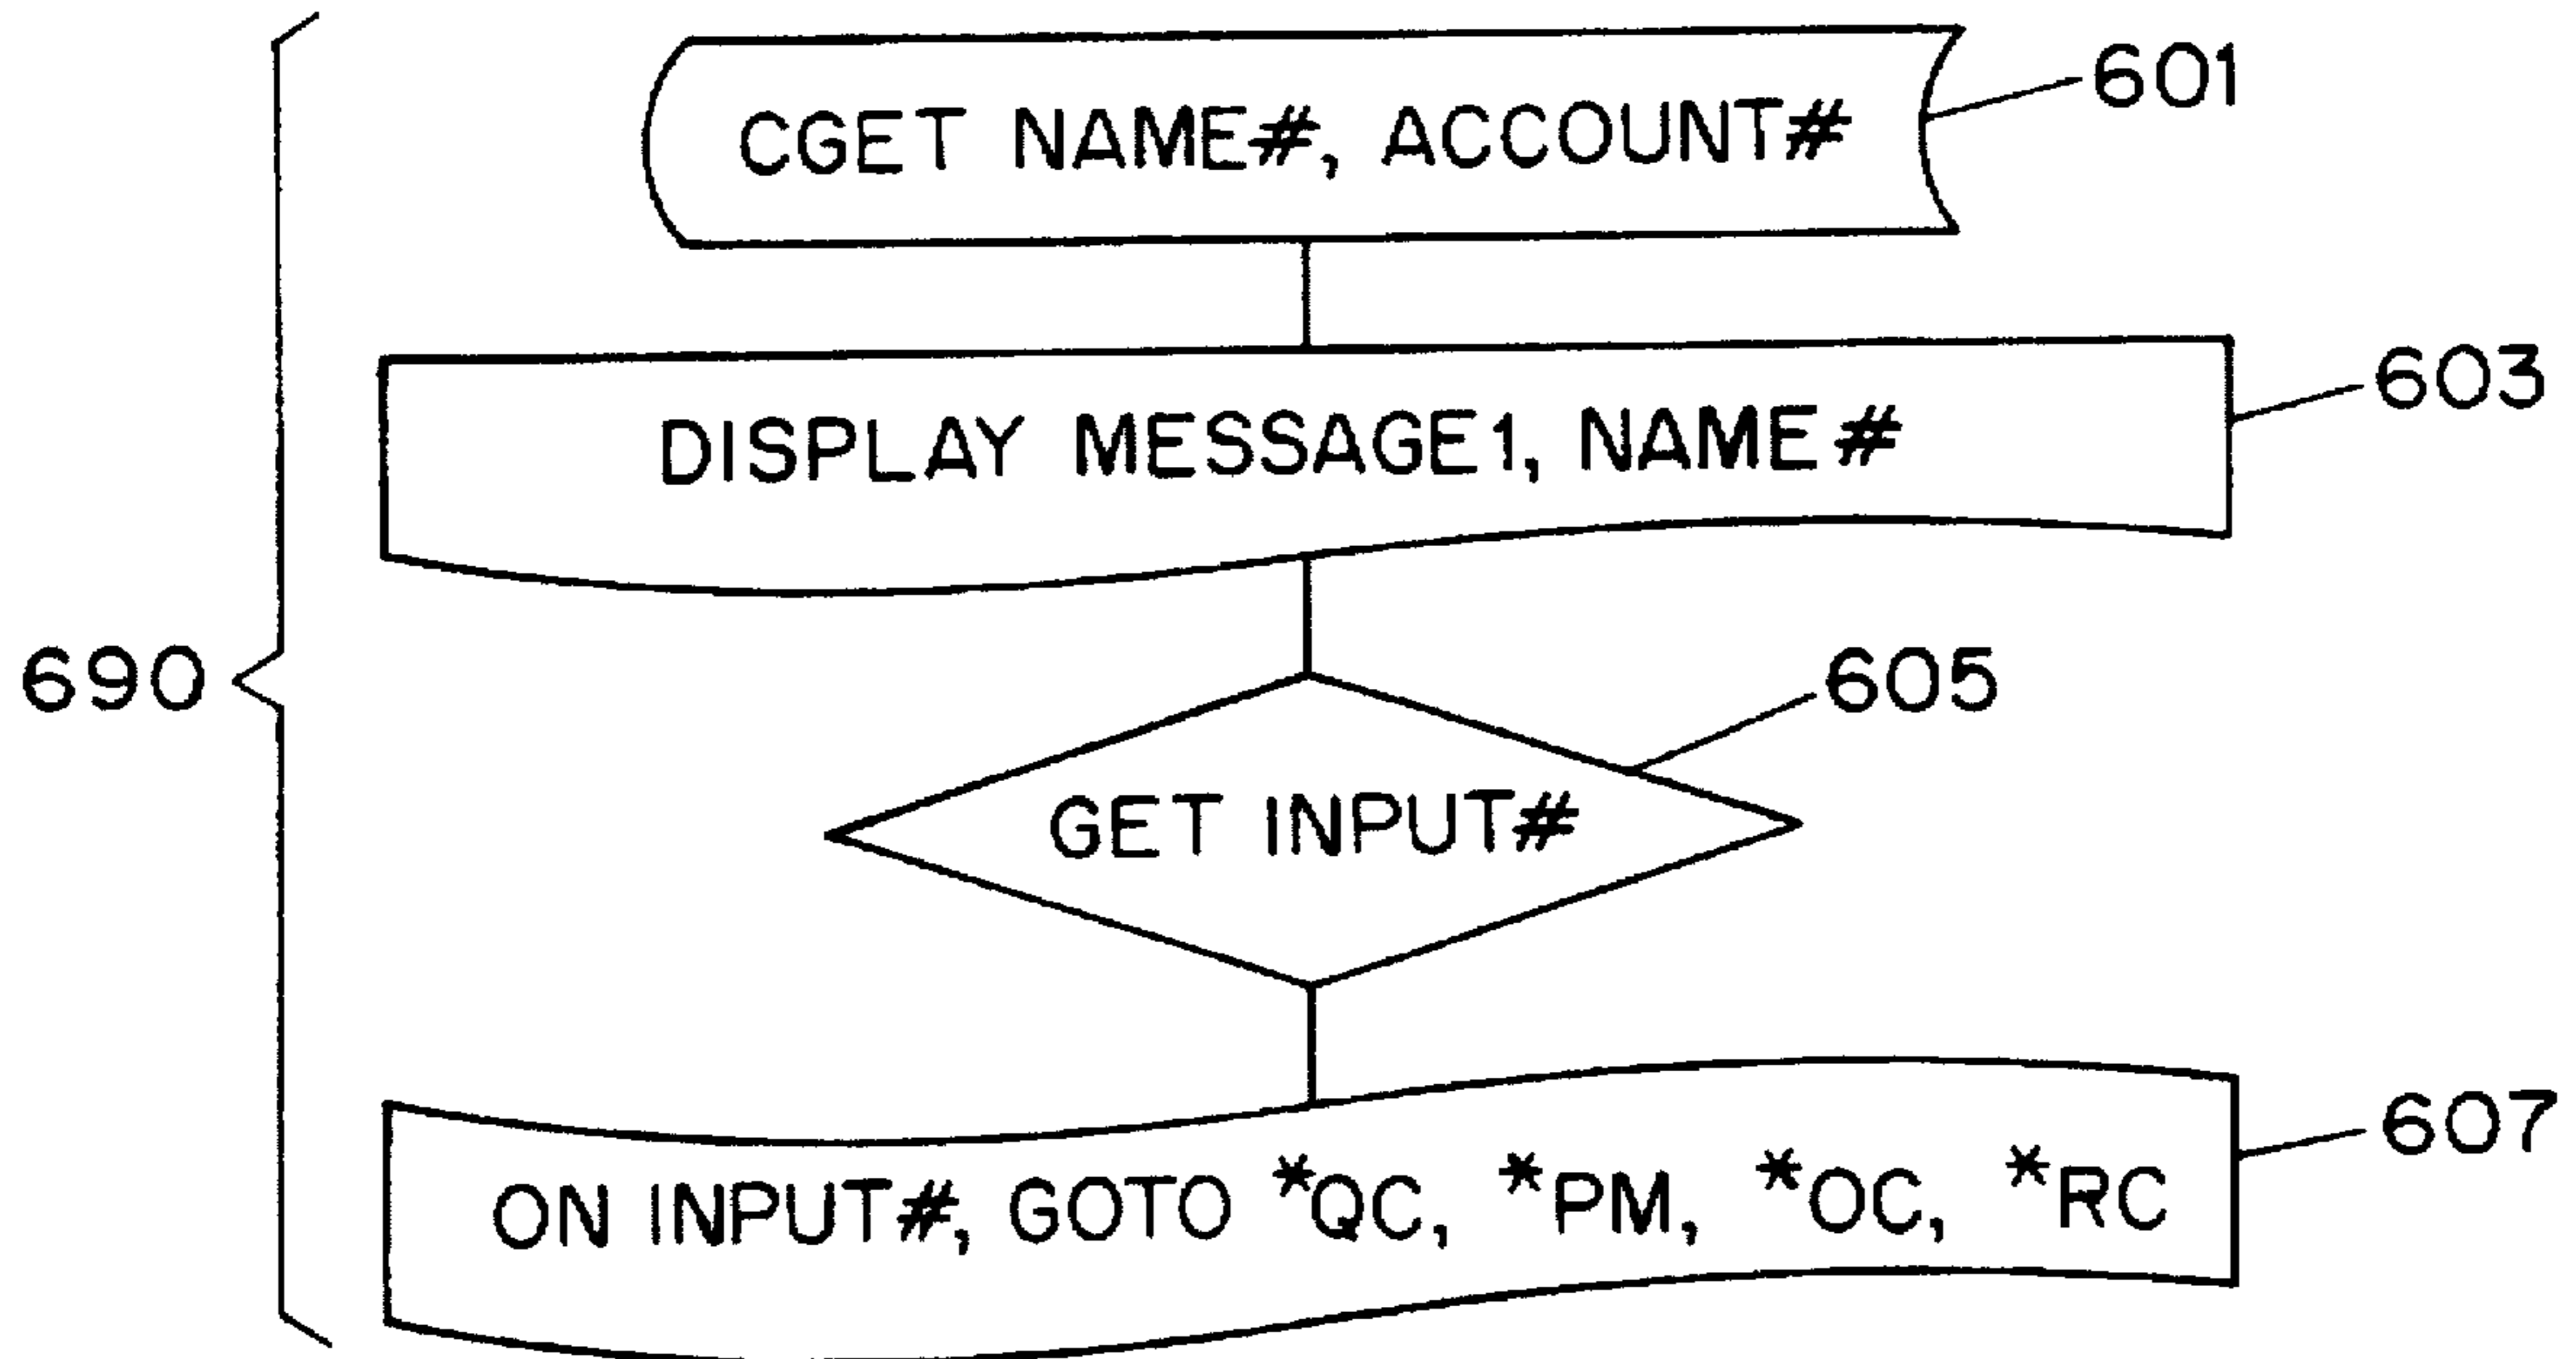 CGET NAME#, ACCOUNT#
601
DISPLAY MESSAGE1, NAME#
603
690
GET INPUT#
605
ON INPUT#, GOTO *QC, *PM, *OC, *RC
607